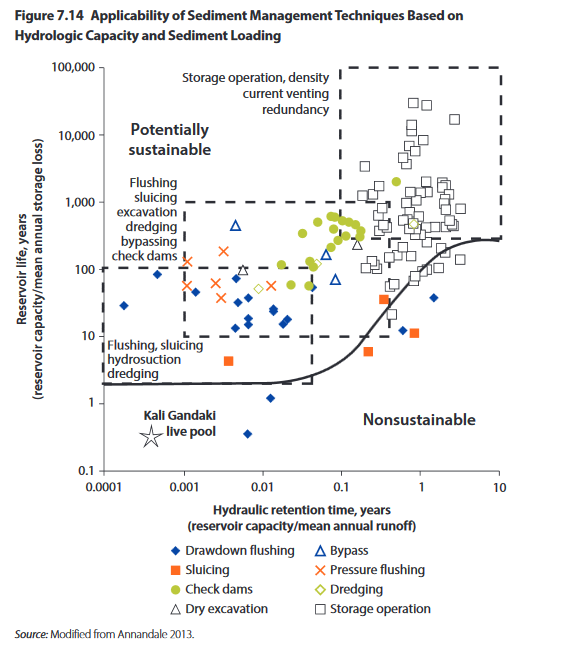 Figure 7.14 Applicability of Sediment Management Techniques Based on
Hydrologic Capacity and Sediment Loading
Reservoir life, years
(reservoir capacity/mean annual storage loss)
100,000
10,000
1,000
100
10
1
0.1
Storage operation, density
current venting
redundancy
Potentially
sustainable
Flushing
sluicing
excavation
dredging
bypassing
check dams
Flushing, sluicing
hydrosuction
dredging
Kali Gandaki
live pool
Nonsustainable
0.0001
0.001
0.01
0.1
1
10
Hydraulic retention time, years
(reservoir capacity/mean annual runoff)
Drawdown flushing
Bypass
Sluicing
Pressure flushing
Check dams
Dredging
Dry excavation
Storage operation
Source: Modified from Annandale 2013.